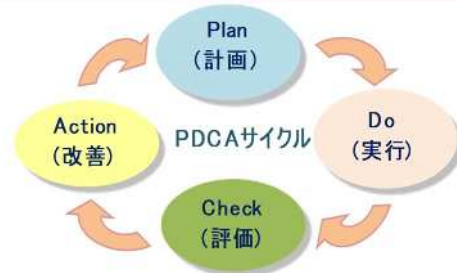 Plan
(計画)
Action
(改善)
PDCAサイクル
Do
(実行)
Check
(評価)